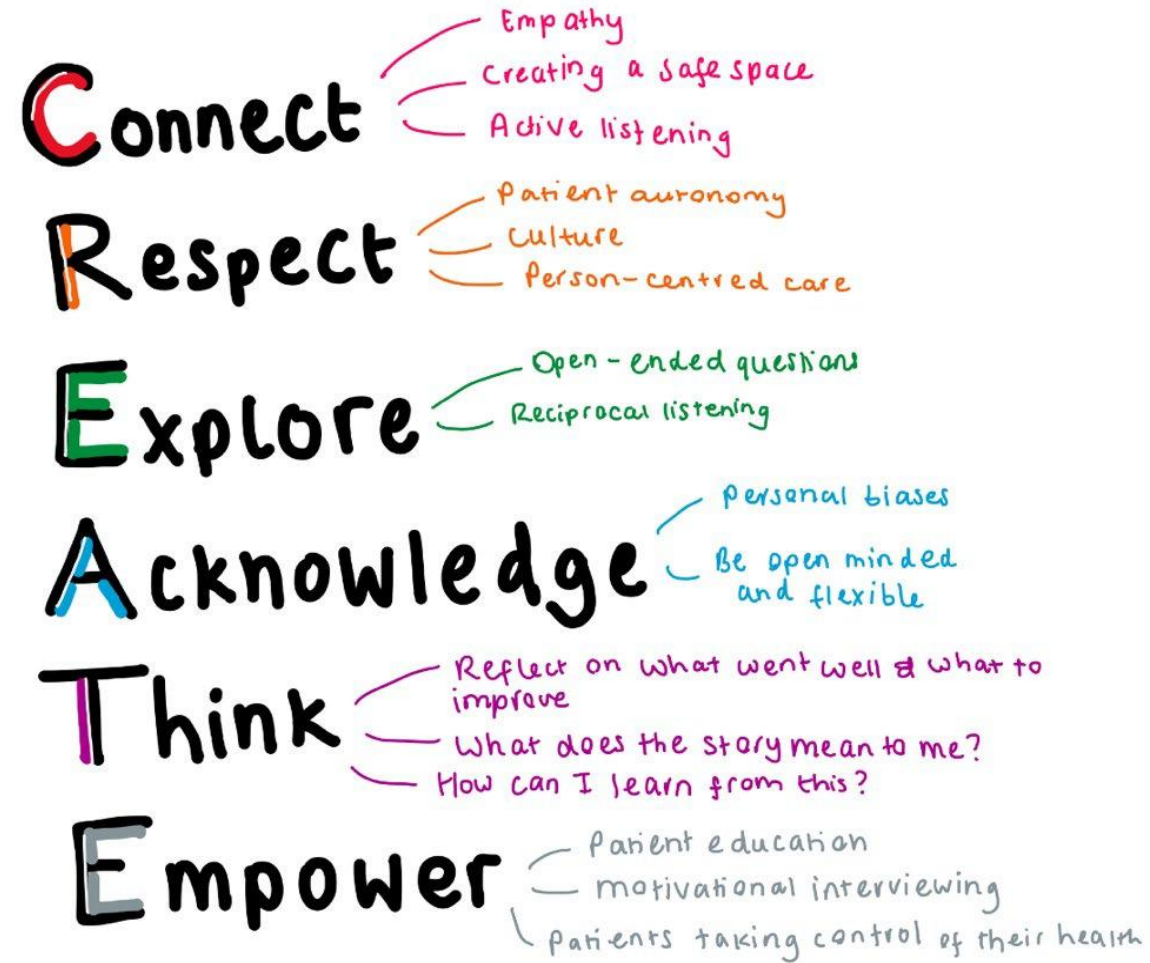 Connect
Empathy
Creating a safe space
Active listening
Respect
Patient autonomy
Culture
Person-centred care
Explore
Open-ended questions
Reciprocal listening
Acknowledge
Personal biases
Be open minded
and flexible
Think
Reflect on what went well & what to
improve
What does the story mean to me?
How can I learn from this?
Empower
Patient education
motivational interviewing
Patients taking control of their health